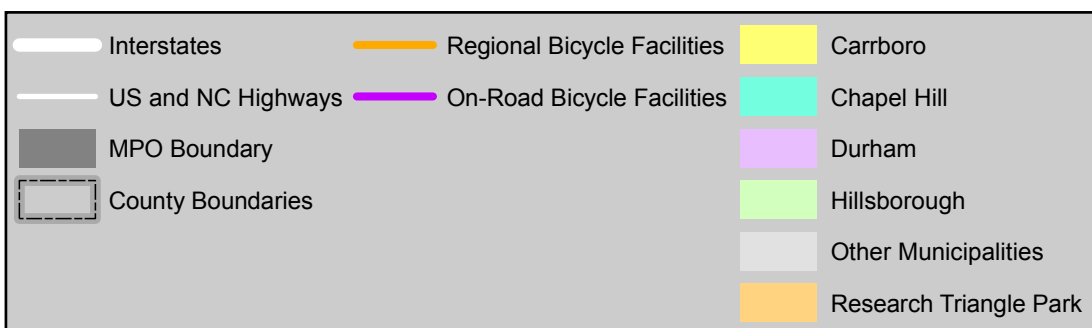 Interstates
US and NC Highways
MPO Boundary
County Boundaries
Regional Bicycle Facilities
On-Road Bicycle Facilities
Carrboro
Chapel Hill
Durham
Hillsborough
Other Municipalities
Research Triangle Park